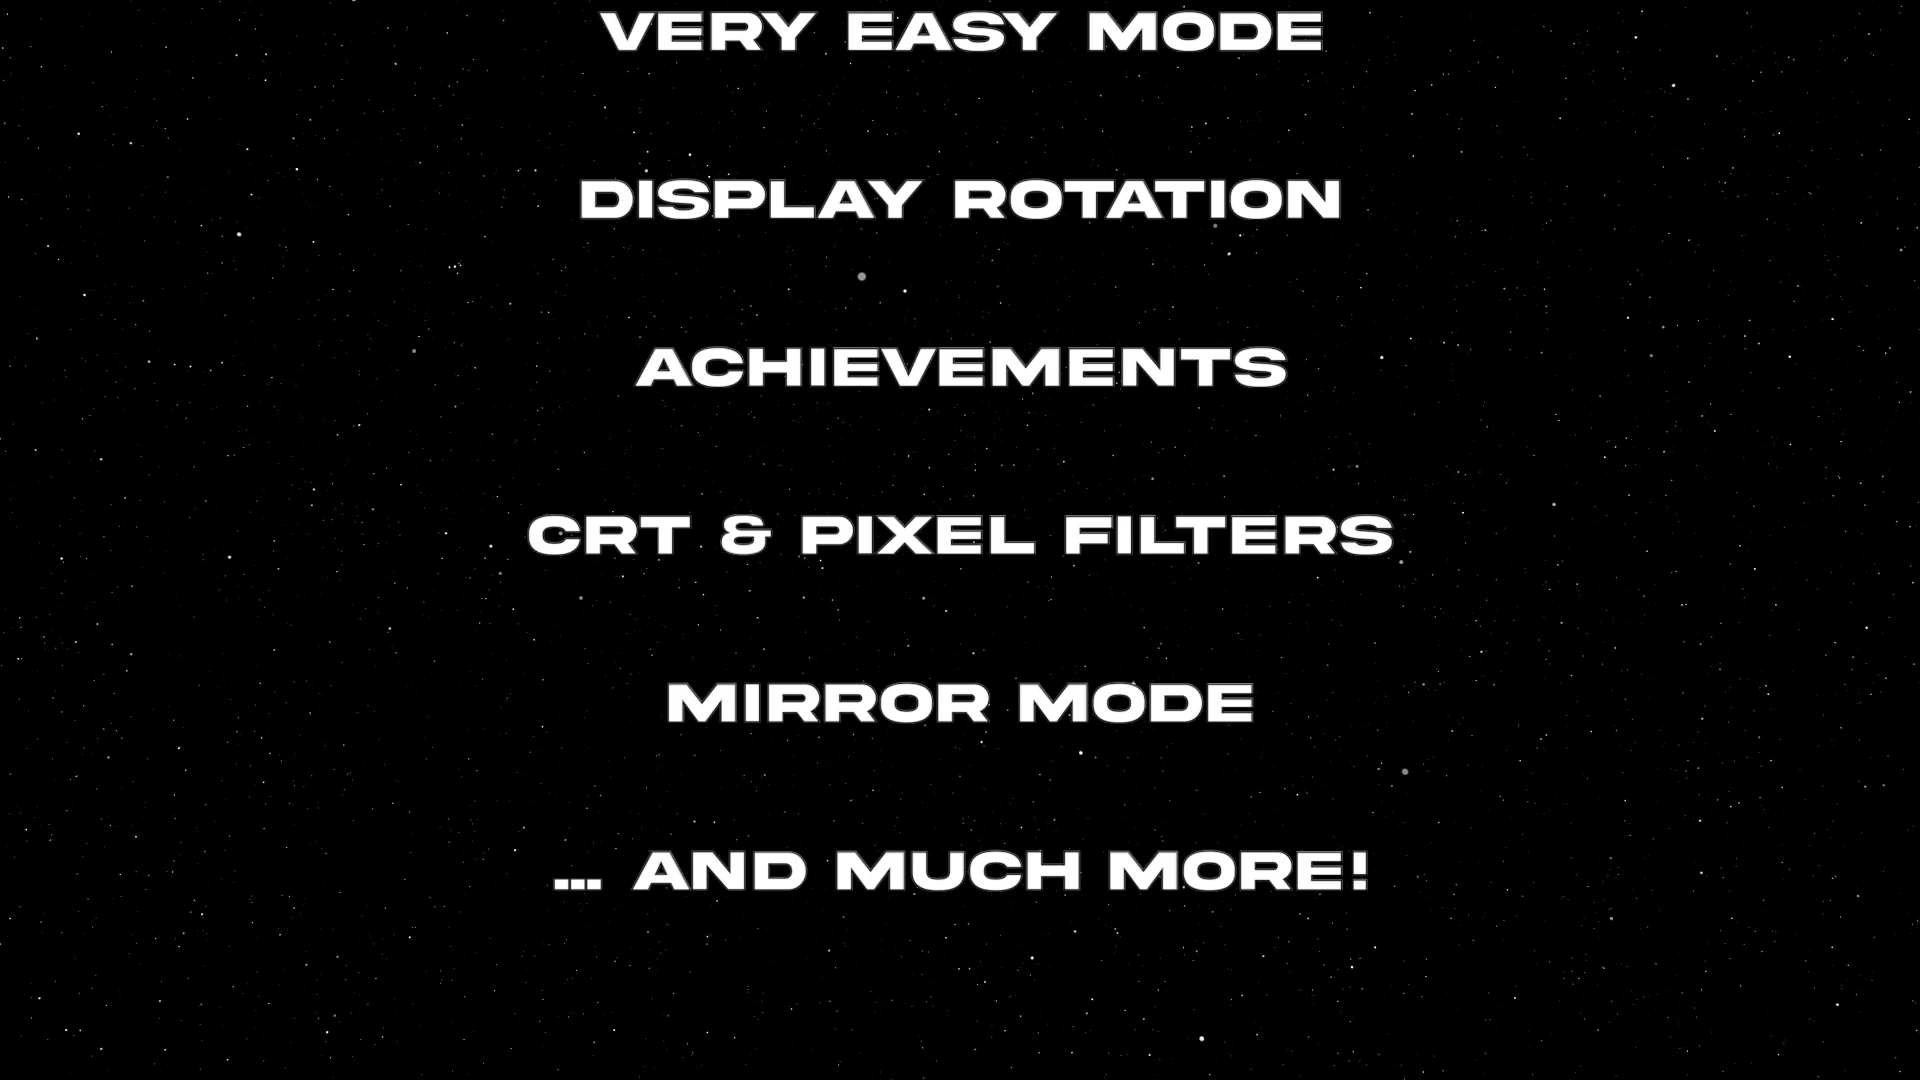 VERY EASY MODE
DISPLAY ROTATION
ACHIEVEMENTS
CRT & PIXEL FILTERS
MIRROR MODE
... AND MUCH MORE!